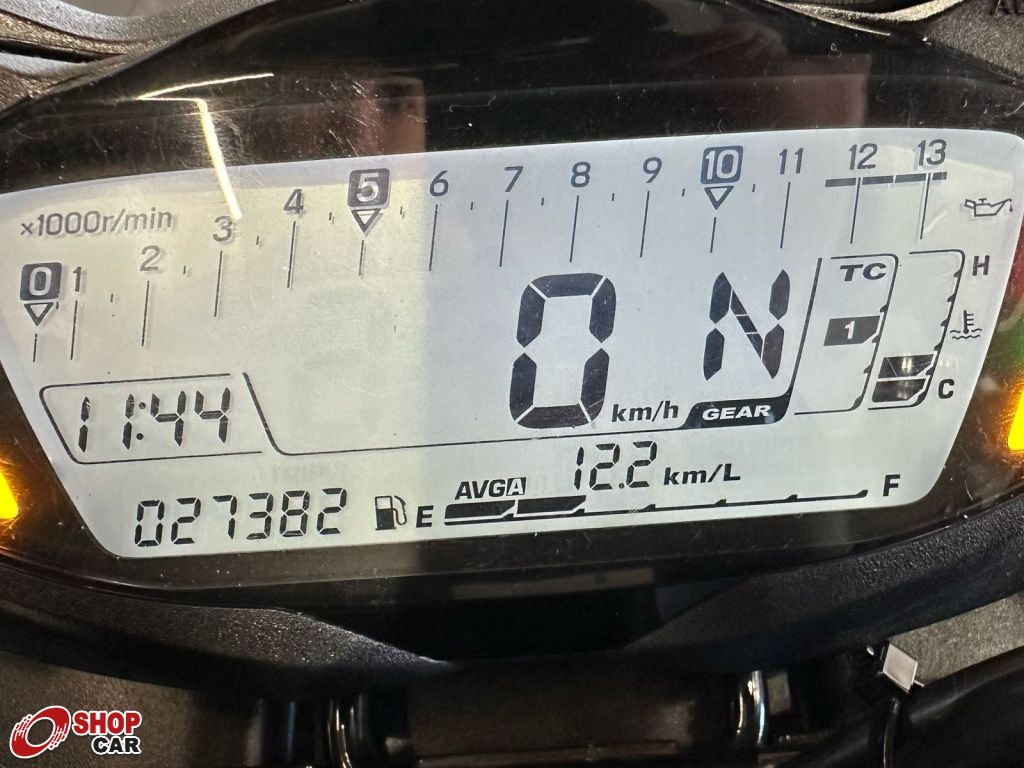 ×1000r/min
0 1 2 3 4 5 6 7 8 9 10 11 12 13
TC
H
1
0 km/h
N
GEAR
C
11:44
AVGA 12.2 km/L
027382
E F
SHOP
CAR